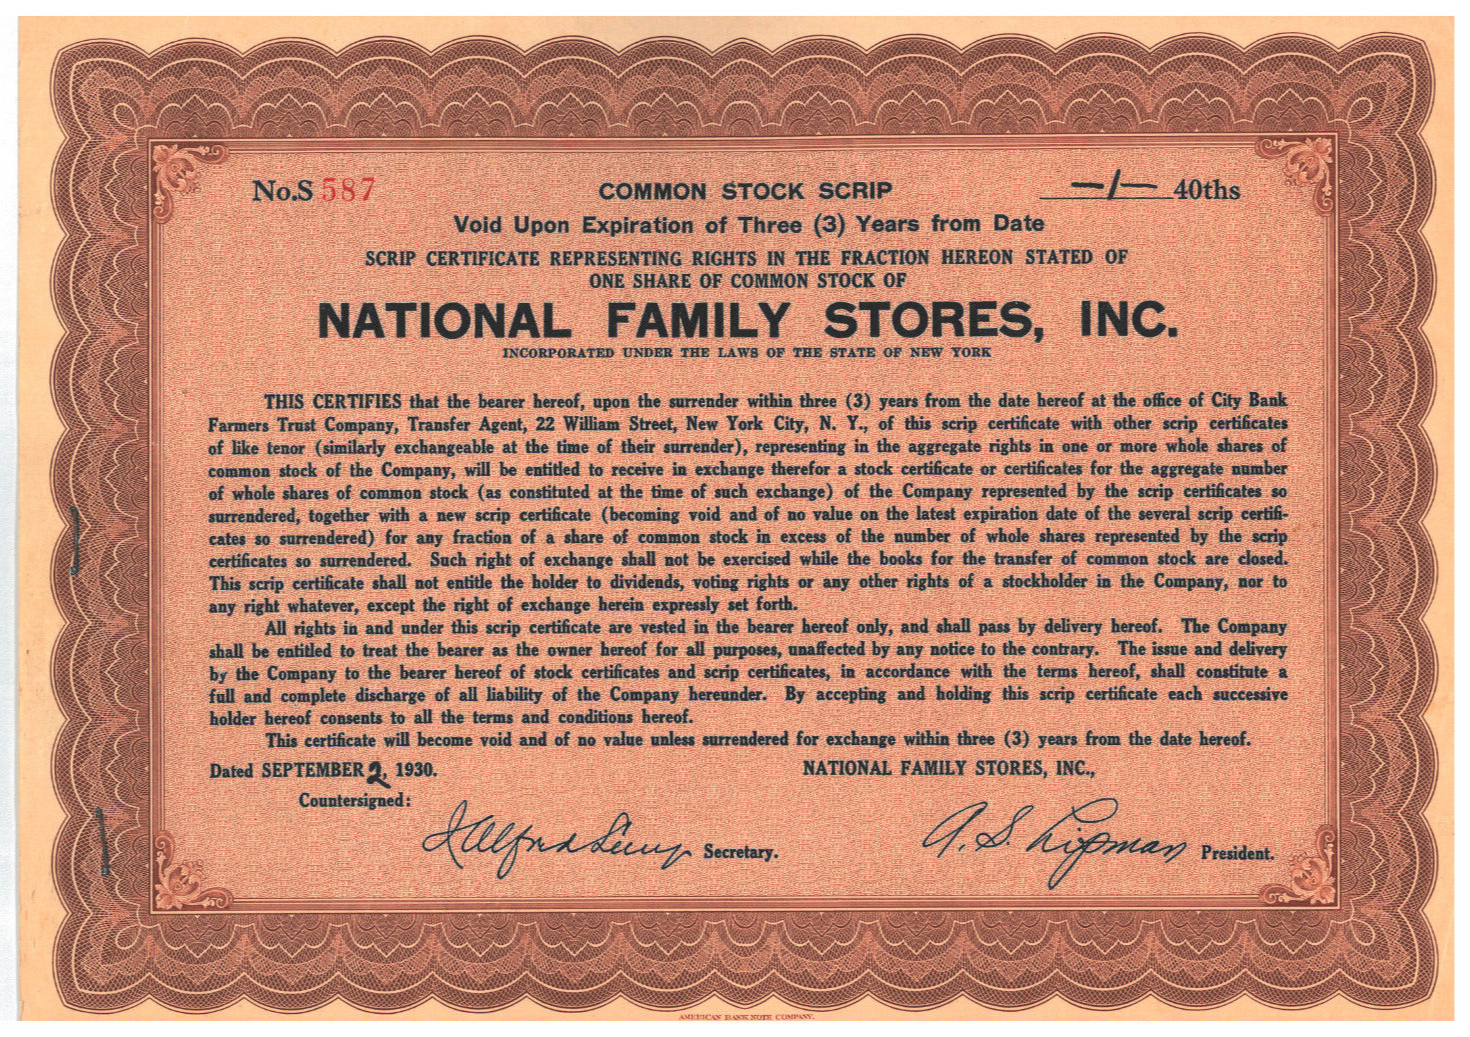 No.S 587 COMMON STOCK SCRIP —1— 40ths
Void Upon Expiration of Three (3) Years from Date
SCRIP CERTIFICATE REPRESENTING RIGHTS IN THE FRACTION HEREON STATED OF
ONE SHARE OF COMMON STOCK OF
NATIONAL FAMILY STORES, INC.
INCORPORATED UNDER THE LAWS OF THE STATE OF NEW YORK
THIS CERTIFIES that the bearer hereof, upon the surrender within three (3) years from the date hereof at the office of City Bank
Farmers Trust Company, Transfer Agent, 22 William Street, New York City, N. Y., of this scrip certificate with other scrip certificates
of like tenor (similarly exchangeable at the time of their surrender), representing in the aggregate rights in one or more whole shares of
common stock of the Company, will be entitled to receive in exchange therefor a stock certificate or certificates for the aggregate number
of whole shares of common stock (as constituted at the time of such exchange) of the Company represented by the scrip certificates so
surrendered, together with a new scrip certificate (becoming void and of no value on the latest expiration date of the several scrip certifi-
cates so surrendered) for any fraction of a share of common stock in excess of the number of whole shares represented by the scrip
certificates so surrendered. Such right of exchange shall not be exercised while the books for the transfer of common stock are closed.
This scrip certificate shall not entitle the holder to dividends, voting rights or any other rights of a stockholder in the Company, nor to
any right whatever, except the right of exchange herein expressly set forth.
All rights in and under this scrip certificate are vested in the bearer hereof only, and shall pass by delivery hereof. The Company
shall be entitled to treat the bearer as the owner hereof for all purposes, unaffected by any notice to the contrary. The issue and delivery
by the Company to the bearer hereof of stock certificates and scrip certificates, in accordance with the terms hereof, shall constitute a
full and complete discharge of all liability of the Company hereunder. By accepting and holding this scrip certificate each successive
holder hereof consents to all the terms and conditions hereof.
This certificate will become void and of no value unless surrendered for exchange within three (3) years from the date hereof.
Dated SEPTEMBER 2, 1930. NATIONAL FAMILY STORES, INC.,
Countersigned:
Alfred Secretary. A. S. Lipman President.
AMERICAN BANK NOTE COMPANY.